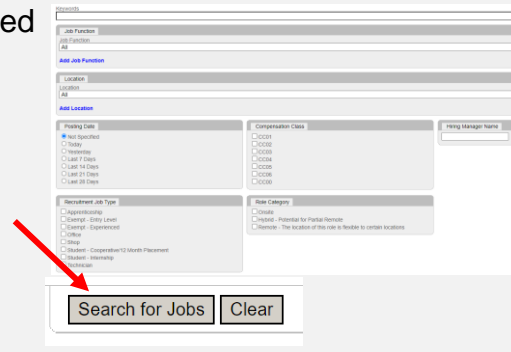 ed
Keywords
Job Function
Job Function
All
Add Job Function
Location
Location
All
Add Location
Posting Date
Compensation Class
Hiring Manager Name
Not Specified
Today
Yesterday
Last 7 Days
Last 14 Days
Last 21 Days
Last 28 Days
CC01
CC02
CC03
CC04
CC05
CC06
CC00
Recruitment Job Type
Role Category
Apprenticeship
Exempt - Entry Level
Exempt - Experienced
Office
Shop
Student - Cooperative/12 Month Placement
Student - Internship
Technician
Onsite
Hybrid - Potential for Partial Remote
Remote - The location of this role is flexible to certain locations
Search for Jobs
Clear